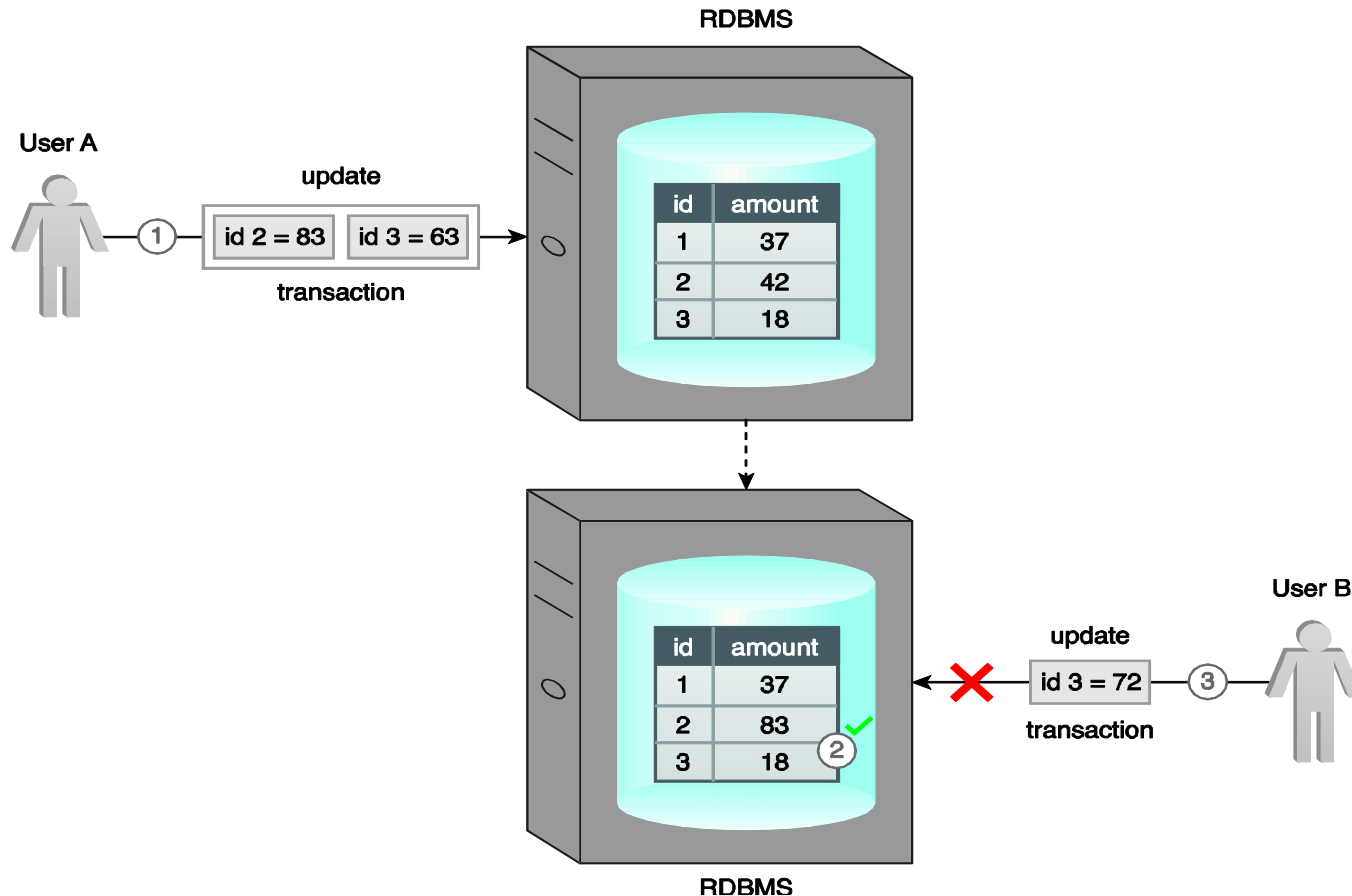 RDBMS
User A
update
1
id 2 = 83 id 3 = 63
transaction
id amount
1 37
2 42
3 18
User B
id amount
1 37
2 83
3 18
2
update
id 3 = 72
3
transaction
RDBMS